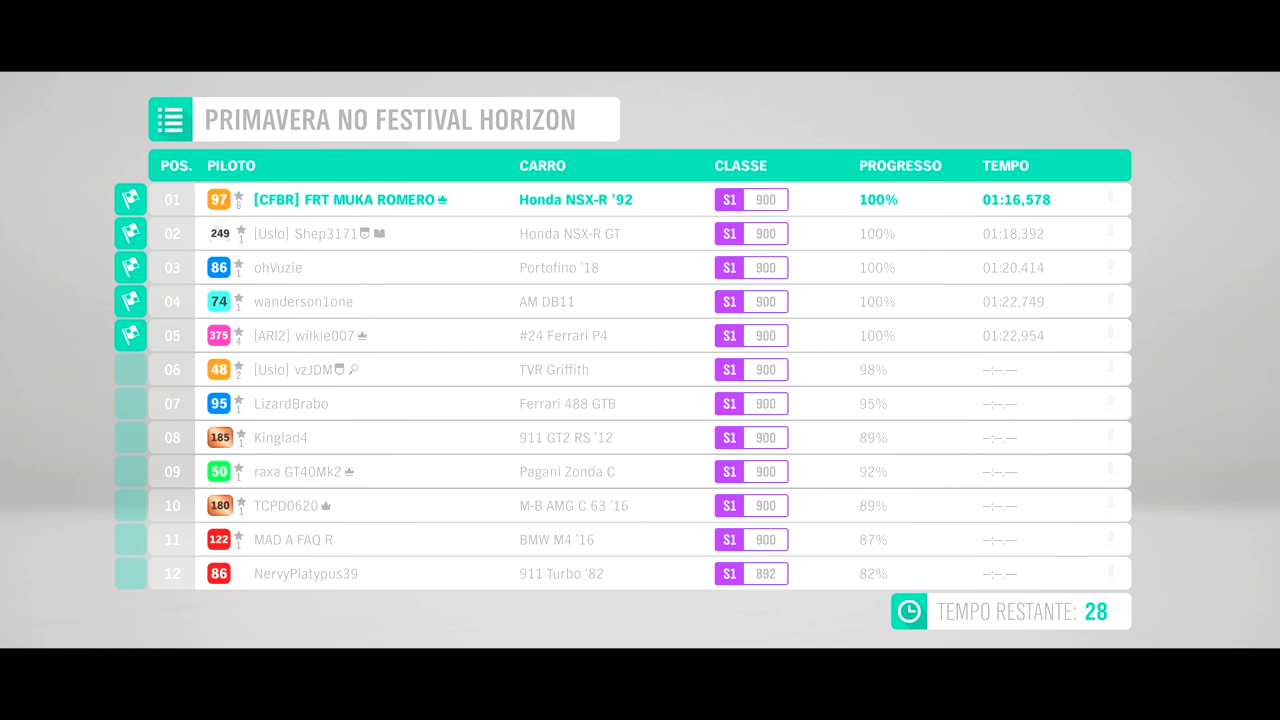 PRIMAVERA NO FESTIVAL HORIZON
POS. PILOTO CARRO CLASSE PROGRESSO TEMPO
01 97 6 [CFBR] FRT MUKA ROMERO Honda NSX-R '92 S1 900 100% 01:16,578
02 249 1 [Uslo] Shep3171 Honda NSX-R GT S1 900 100% 01:18,392
03 86 1 ohVuzie Portofino '18 S1 900 100% 01:20,414
04 74 1 wanderson1one AM DB11 S1 900 100% 01:22,749
05 375 4 [ARI2] wilkie007 #24 Ferrari P4 S1 900 100% 01:22,954
06 48 2 [Uslo] vzJDM TVR Griffith S1 900 98% --:--.---
07 95 1 LizardBrabo Ferrari 488 GTB S1 900 95% --:--.---
08 185 1 Kinglad4 911 GT2 RS '12 S1 900 89% --:--.---
09 50 1 raxa GT40Mk2 Pagani Zonda C S1 900 92% --:--.---
10 180 1 TCPD0620 M-B AMG C 63 '16 S1 900 89% --:--.---
11 122 1 MAD A FAQ R BMW M4 '16 S1 900 87% --:--.---
12 86 NervyPlatypus39 911 Turbo '82 S1 892 82% --:--.---
TEMPO RESTANTE: 28